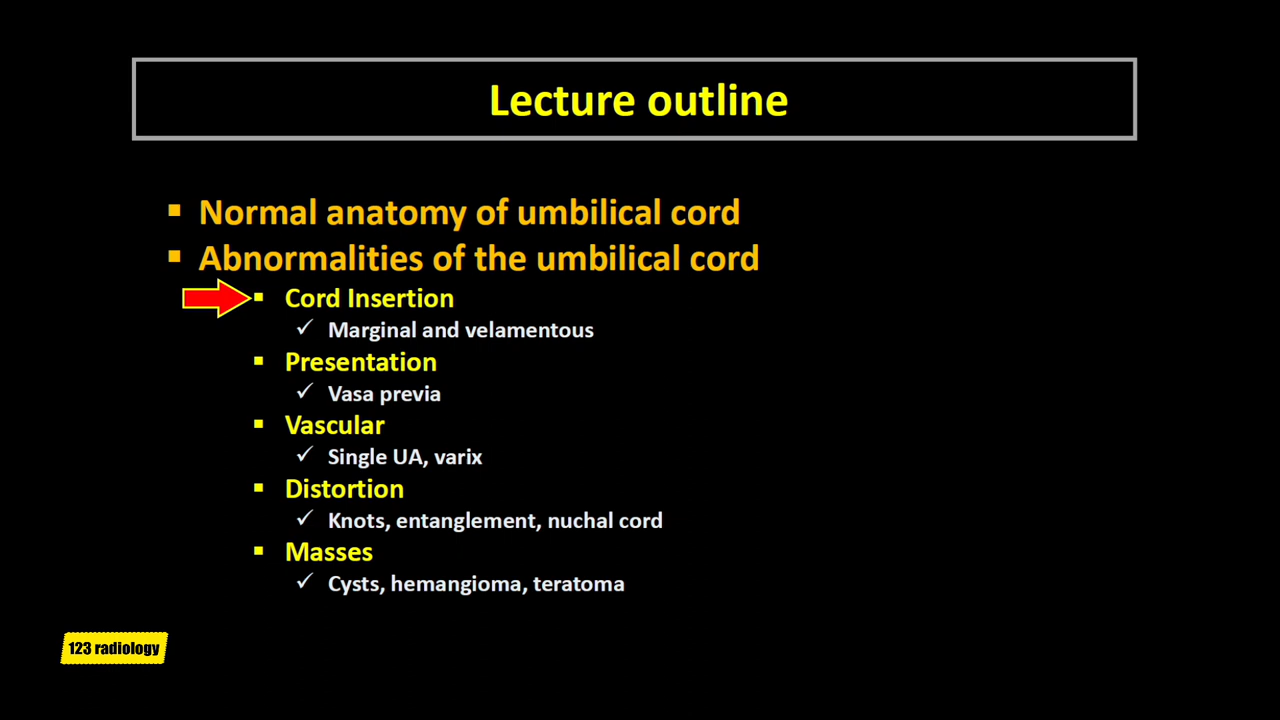 Lecture outline
Normal anatomy of umbilical cord
Abnormalities of the umbilical cord
Cord Insertion
Marginal and velamentous
Presentation
Vasa previa
Vascular
Single UA, varix
Distortion
Knots, entanglement, nuchal cord
Masses
Cysts, hemangioma, teratoma
123 radiology